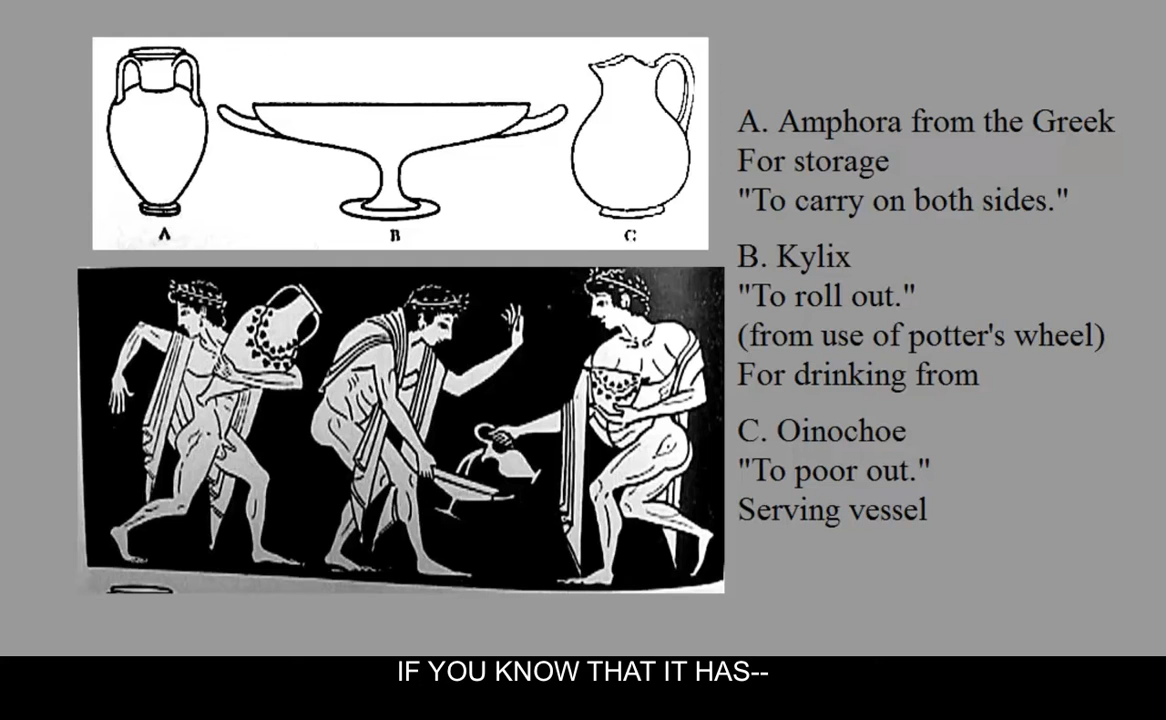 A
B
C
A. Amphora from the Greek
For storage
"To carry on both sides."
B. Kylix
"To roll out."
(from use of potter's wheel)
For drinking from
C. Oinochoe
"To poor out."
Serving vessel
IF YOU KNOW THAT IT HAS--